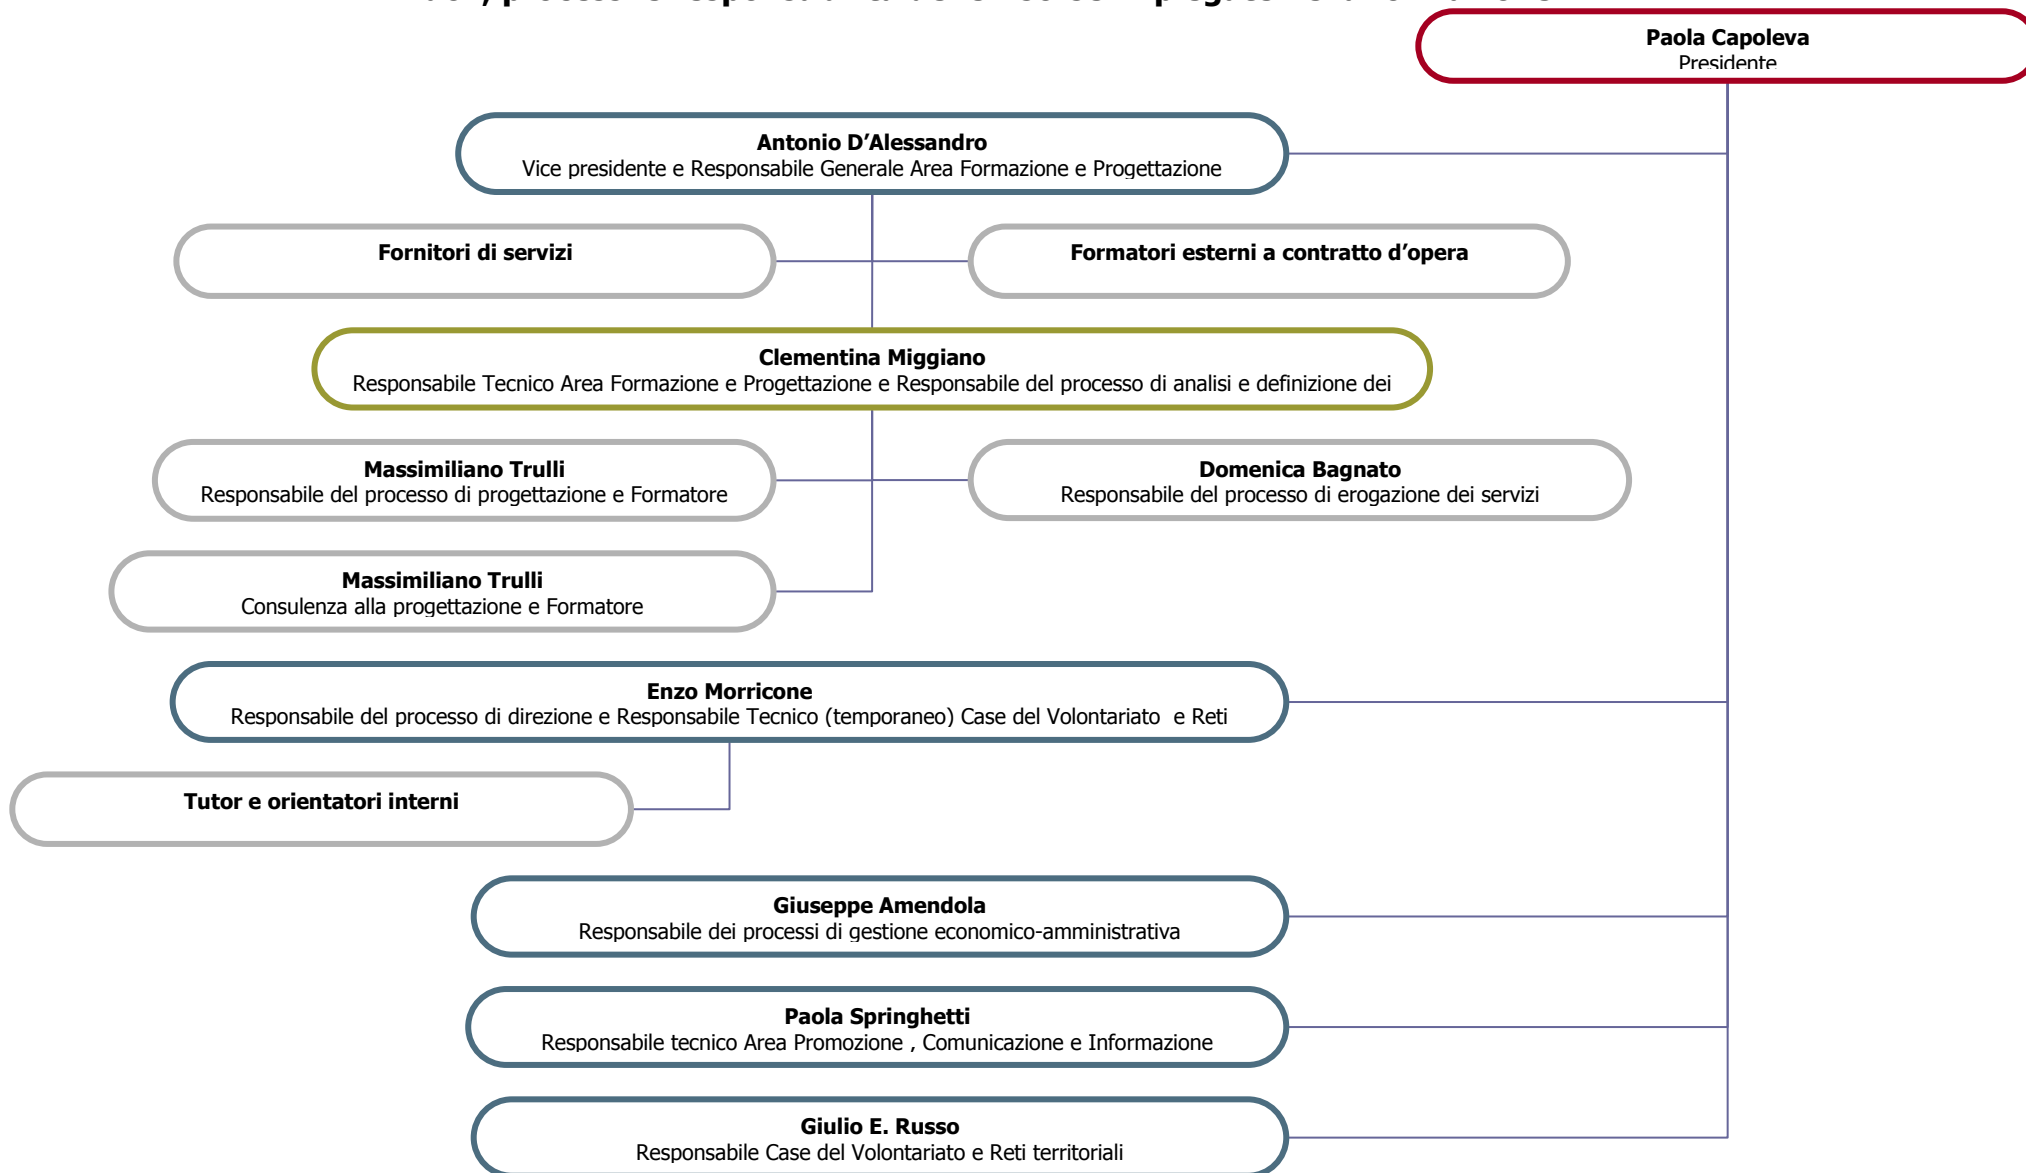 Paola Capoleva
Presidente
Antonio D’Alessandro
Vice presidente e Responsabile Generale Area Formazione e Progettazione
Fornitori di servizi
Formatori esterni a contratto d’opera
Clementina Miggiano
Responsabile Tecnico Area Formazione e Progettazione e Responsabile del processo di analisi e definizione dei
Massimiliano Trulli
Responsabile del processo di progettazione e Formatore
Domenica Bagnato
Responsabile del processo di erogazione dei servizi
Massimiliano Trulli
Consulenza alla progettazione e Formatore
Enzo Morricone
Responsabile del processo di direzione e Responsabile Tecnico (temporaneo) Case del Volontariato e Reti
Tutor e orientatori interni
Giuseppe Amendola
Responsabile dei processi di gestione economico-amministrativa
Paola Springhetti
Responsabile tecnico Area Promozione , Comunicazione e Informazione
Giulio E. Russo
Responsabile Case del Volontariato e Reti territoriali